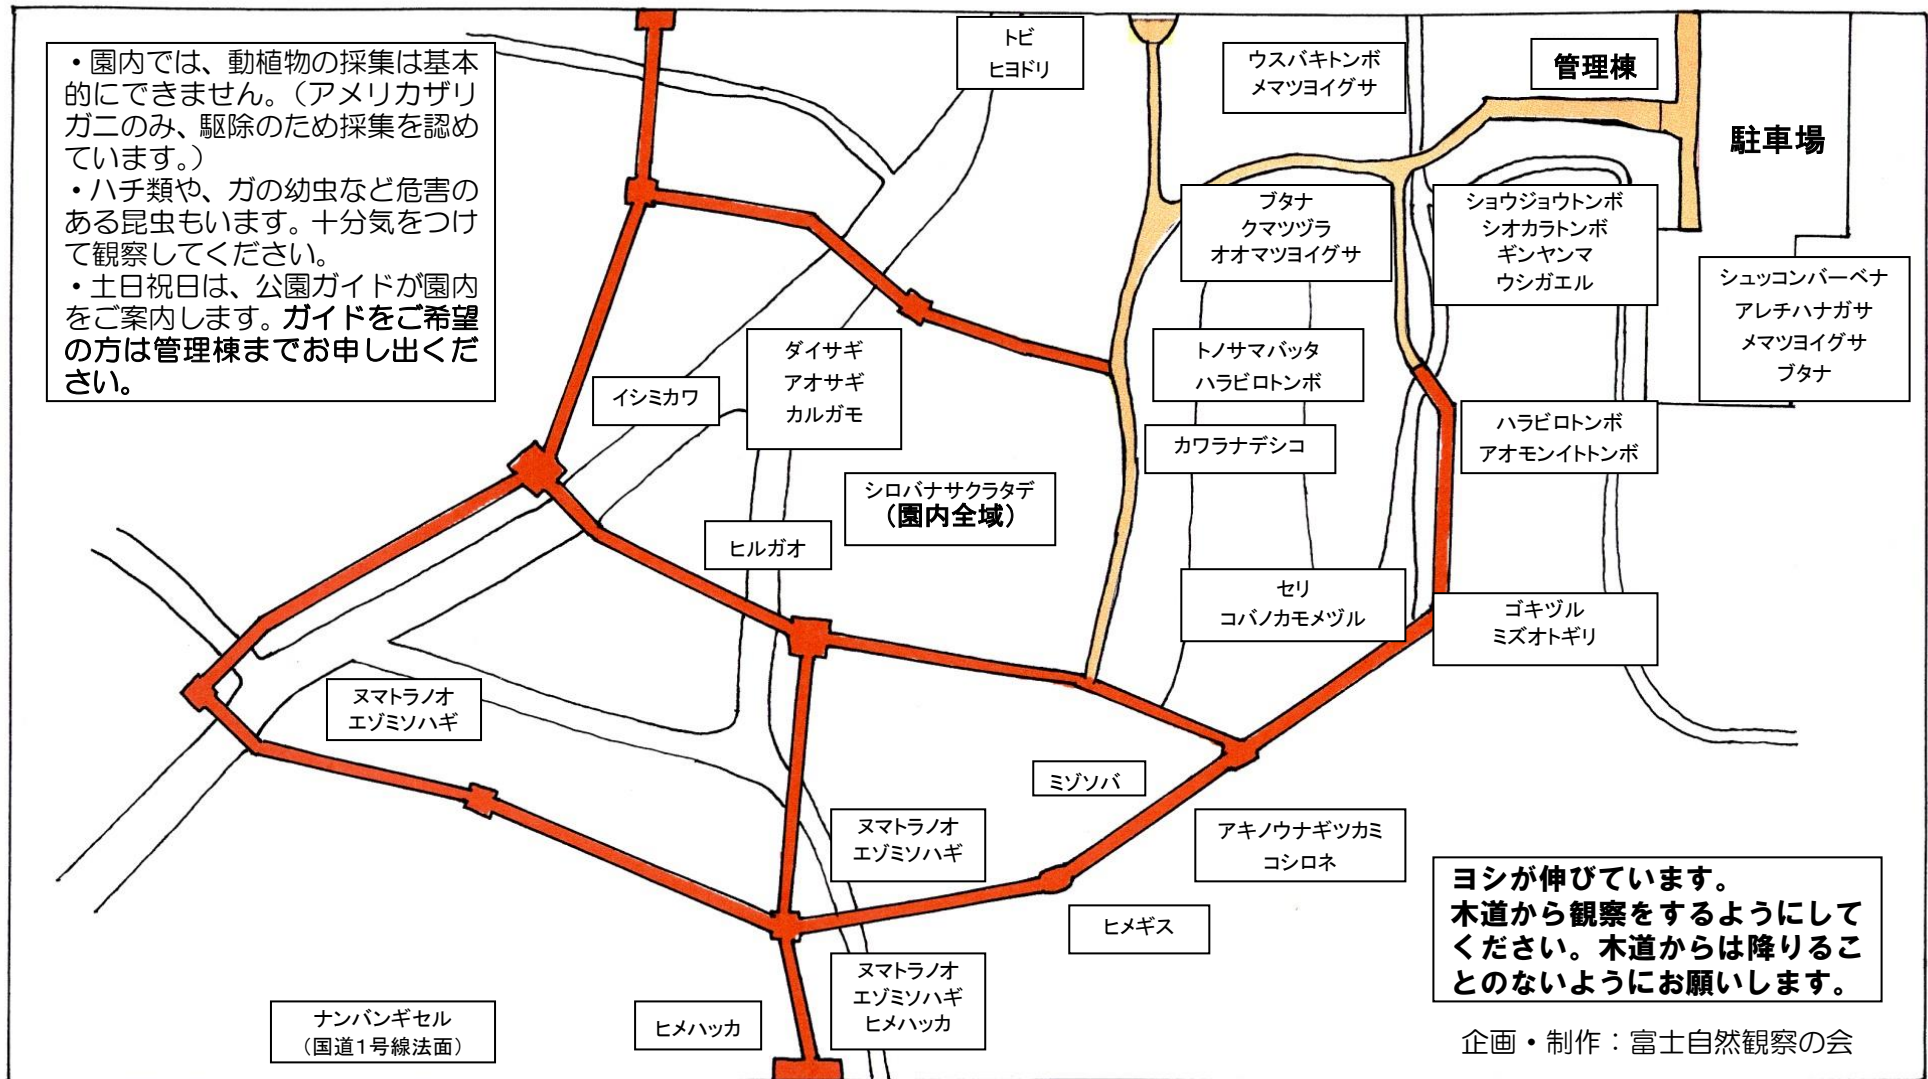 ・園内では、動植物の採集は基本
的にできません。（アメリカザリ
ガニのみ、駆除のため採集を認め
ています。）
・ハチ類や、ガの幼虫など危害の
ある昆虫もいます。十分気をつけ
て観察してください。
・土日祝日は、公園ガイドが園内
をご案内します。ガイドをご希望
の方は管理棟までお申し出くだ
さい。
トビ
ヒヨドリ
ウスバキトンボ
メマツヨイグサ
管理棟
駐車場
ブタナ
クマツヅラ
オオマツヨイグサ
ショウジョウトンボ
シオカラトンボ
ギンヤンマ
ウシガエル
シュッコンバーベナ
アレチハナガサ
メマツヨイグサ
ブタナ
イシミカワ
ダイサギ
アオサギ
カルガモ
トノサマバッタ
ハラビロトンボ
カワラナデシコ
ハラビロトンボ
アオモンイトトンボ
シロバナサクラタデ
（園内全域）
ヒルガオ
セリ
コバノカモメヅル
ゴキヅル
ミズオトギリ
ヌマトラノオ
エゾミソハギ
ミゾソバ
ヌマトラノオ
エゾミソハギ
アキノウナギツカミ
コシロネ
ヒメギス
ヨシが伸びています。
木道から観察をするようにして
ください。木道からは降りるこ
とのないようにお願いします。
ナンバンギセル
（国道1号線法面）
ヒメハッカ
ヌマトラノオ
エゾミソハギ
ヒメハッカ
企画・制作：富士自然観察の会